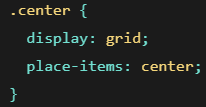 .center {
  display: grid;
  place-items: center;
}